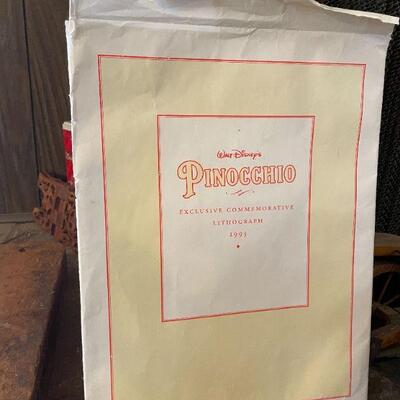 Walt Disney's
PINOCCHIO
EXCLUSIVE COMMEMORATIVE
LITHOGRAPH
1993